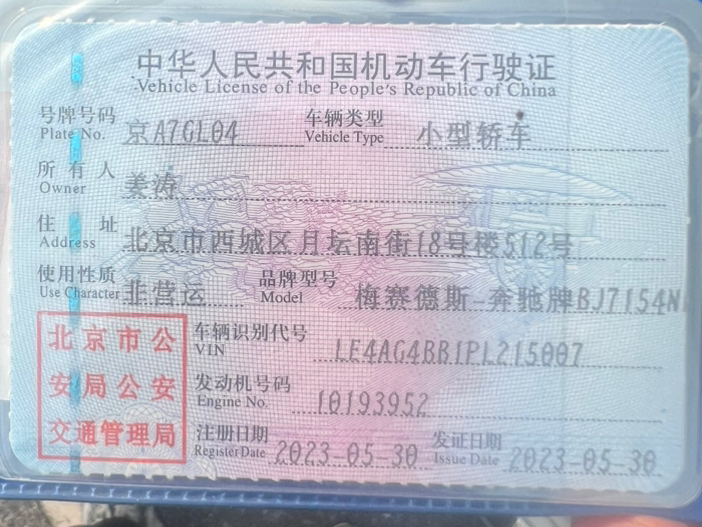 中华人民共和国机动车行驶证
Vehicle License of the People's Republic of China
号牌号码 京A7GL04 车辆类型 小型轿车
Plate No. Vehicle Type
所有人 姜涛
Owner
住址 北京市西城区月坛南街18号楼512号
Address
使用性质 非营运 品牌型号 梅赛德斯-奔驰牌BJ7154N
Use Character Model
北京市公
安局公安
交通管理局
车辆识别代号 LE4AG4BB1PL215007
VIN
发动机号码 10193952
Engine No.
注册日期 2023-05-30 发证日期 2023-05-30
Register Date Issue Date